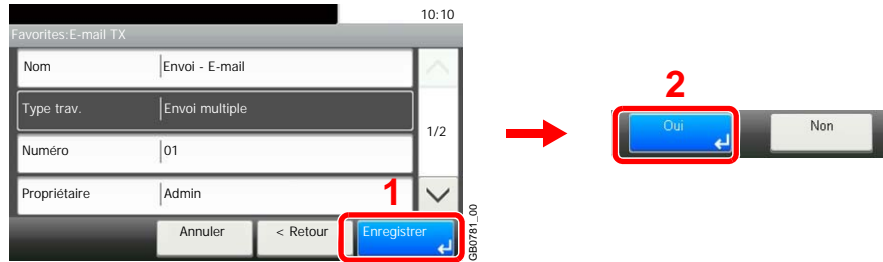 10:10
Favorites:E-mail TX
Nom Envoi - E-mail
Type trav. Envoi multiple
1/2
Numéro 01
Propriétaire Admin
1
Annuler < Retour Enregistrer
GB0781_00
2
Oui Non